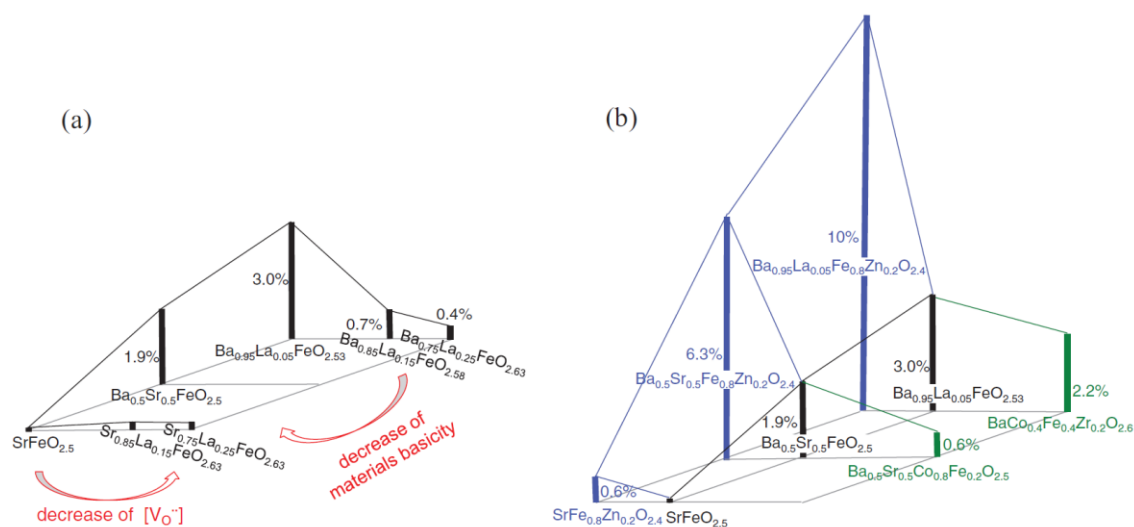 (a)
3.0%
0.4%
0.7%
1.9%
Ba0.95La0.05FeO2.53
Ba0.85La0.15FeO2.58
Ba0.75La0.25FeO2.63
Ba0.5Sr0.5FeO2.5
SrFeO2.5
Sr0.85La0.15FeO2.63
Sr0.75La0.25FeO2.63
decrease of
materials basicity
decrease of [VO¨]
(b)
10%
Ba0.95La0.05Fe0.8Zn0.2O2.4
6.3%
Ba0.5Sr0.5Fe0.8Zn0.2O2.4
3.0%
Ba0.95La0.05FeO2.53
2.2%
BaCo0.4Fe0.4Zr0.2O2.6
1.9%
Ba0.5Sr0.5FeO2.5
0.6%
Ba0.5Sr0.5Co0.8Fe0.2O2.5
0.6%
SrFe0.8Zn0.2O2.4
SrFeO2.5